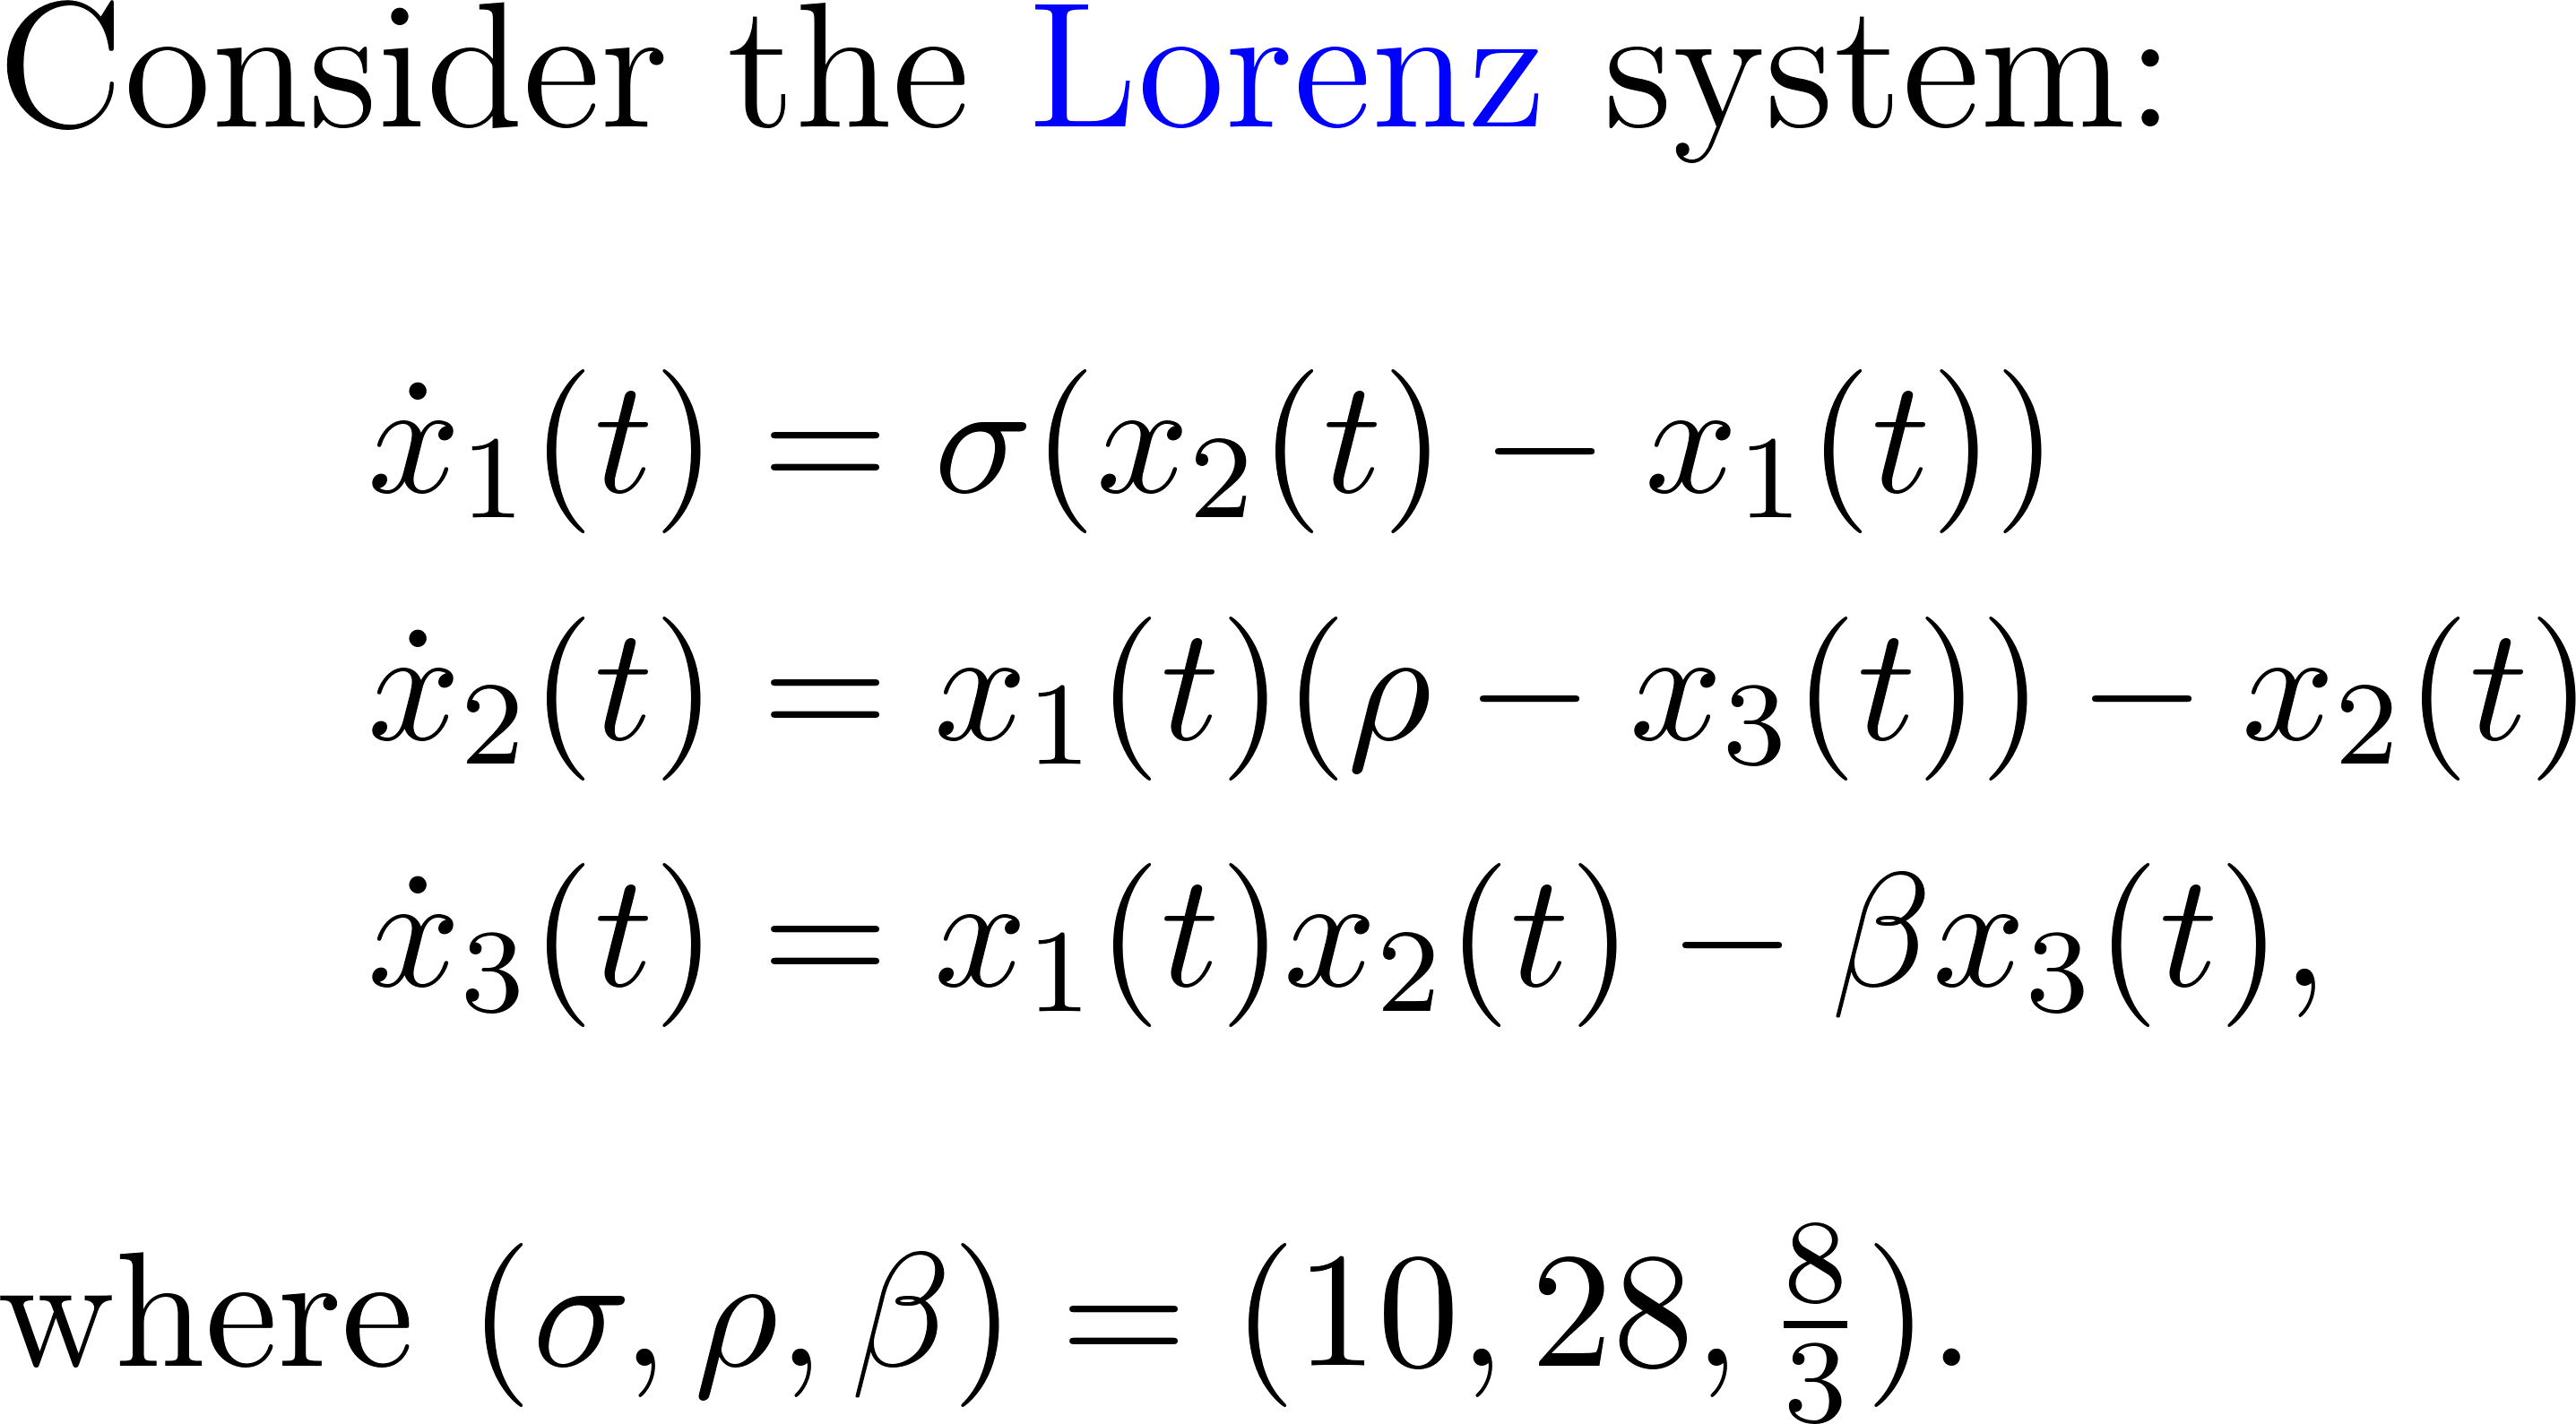 Consider the Lorenz system:
ẋ₁(t) = σ(x₂(t) − x₁(t))
ẋ₂(t) = x₁(t)(ρ − x₃(t)) − x₂(t)
ẋ₃(t) = x₁(t)x₂(t) − βx₃(t),
where (σ, ρ, β) = (10, 28, 8/3).